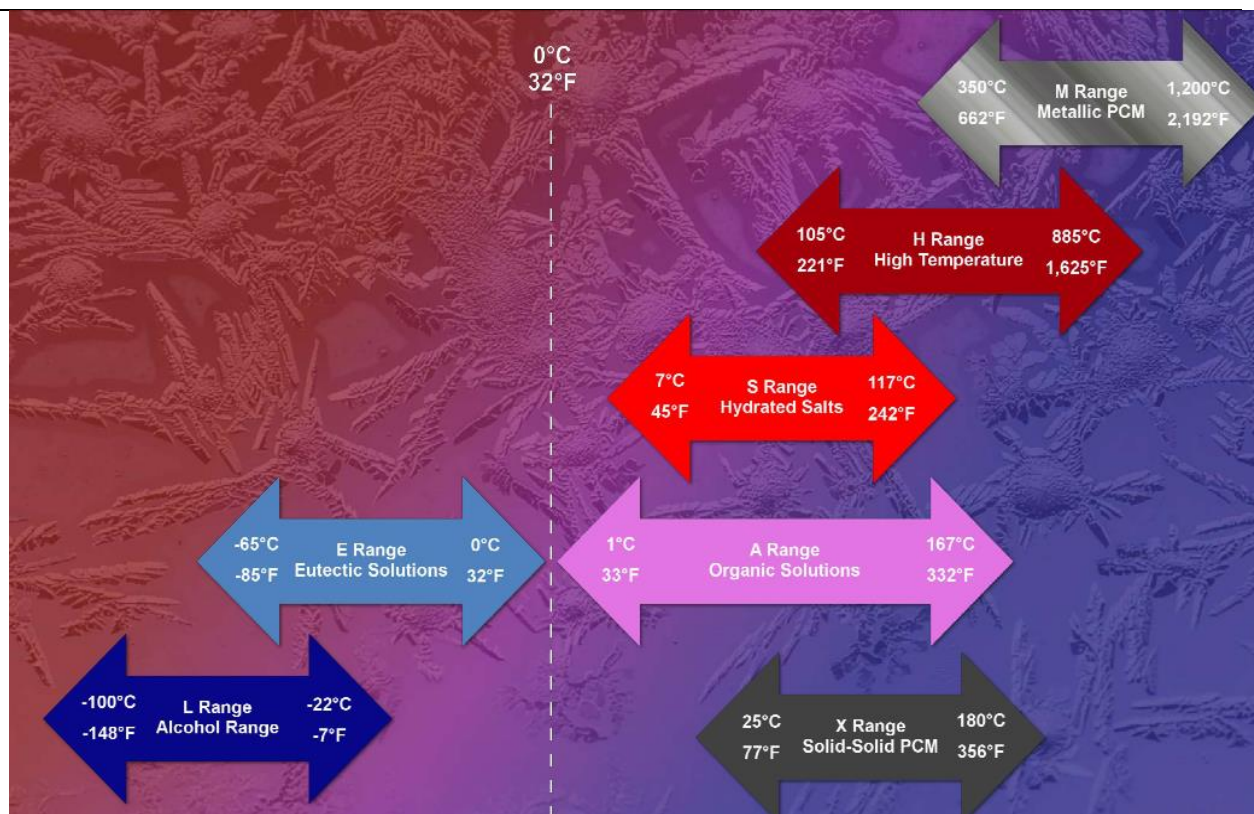 0°C
32°F
350°C
662°F
M Range
Metallic PCM
1,200°C
2,192°F
105°C
221°F
H Range
High Temperature
885°C
1,625°F
7°C
45°F
S Range
Hydrated Salts
117°C
242°F
-65°C
-85°F
E Range
Eutectic Solutions
0°C
32°F
1°C
33°F
A Range
Organic Solutions
167°C
332°F
-100°C
-148°F
L Range
Alcohol Range
-22°C
-7°F
25°C
77°F
X Range
Solid-Solid PCM
180°C
356°F